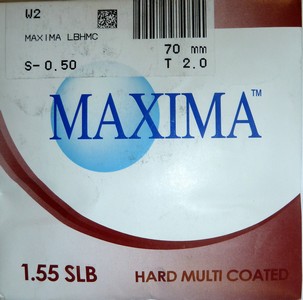 W2
MAXIMA LBHMC
70 mm
S-0.50 T 2.0
MAXIMA™
1.55 SLB HARD MULTI COATED